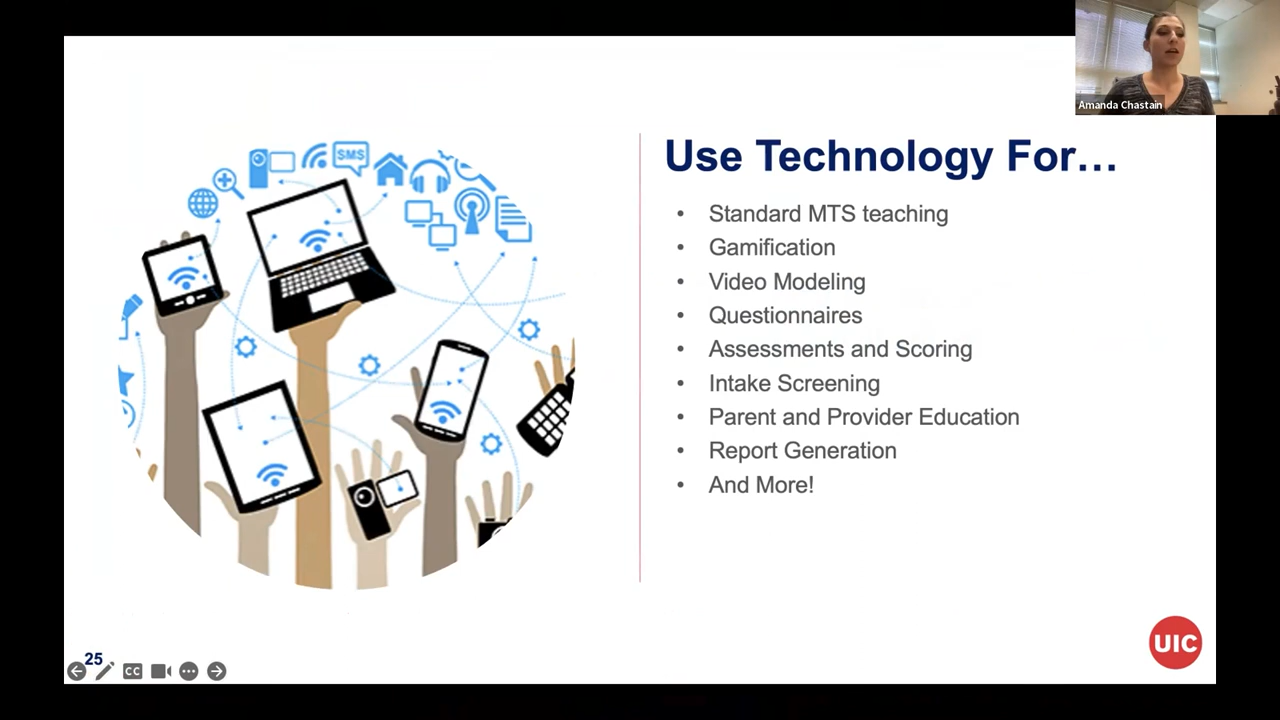 Amanda Chastain
SMS
Use Technology For…
• Standard MTS teaching
• Gamification
• Video Modeling
• Questionnaires
• Assessments and Scoring
• Intake Screening
• Parent and Provider Education
• Report Generation
• And More!
25
CC
UIC